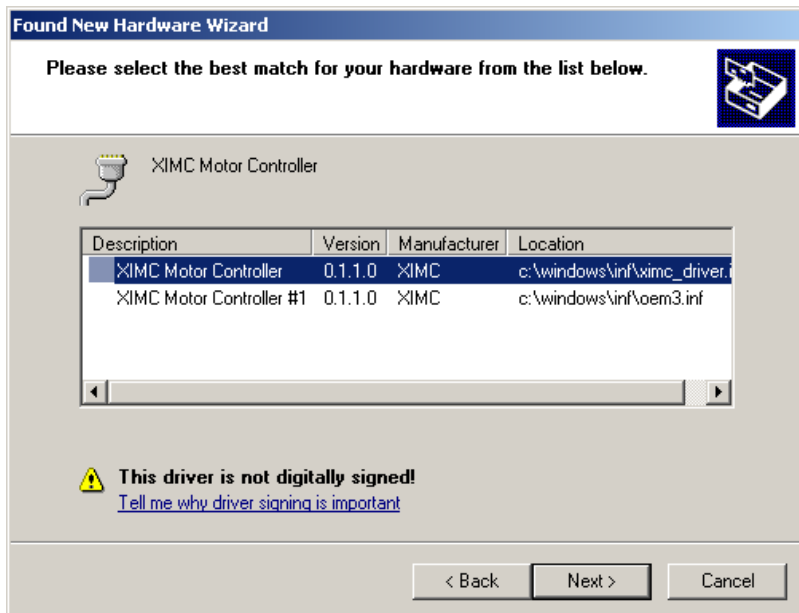 Found New Hardware Wizard
Please select the best match for your hardware from the list below.
XIMC Motor Controller
Description Version Manufacturer Location
XIMC Motor Controller 0.1.1.0 XIMC c:\windows\inf\ximc_driver.i
XIMC Motor Controller #1 0.1.1.0 XIMC c:\windows\inf\oem3.inf
This driver is not digitally signed!
Tell me why driver signing is important
< Back Next > Cancel